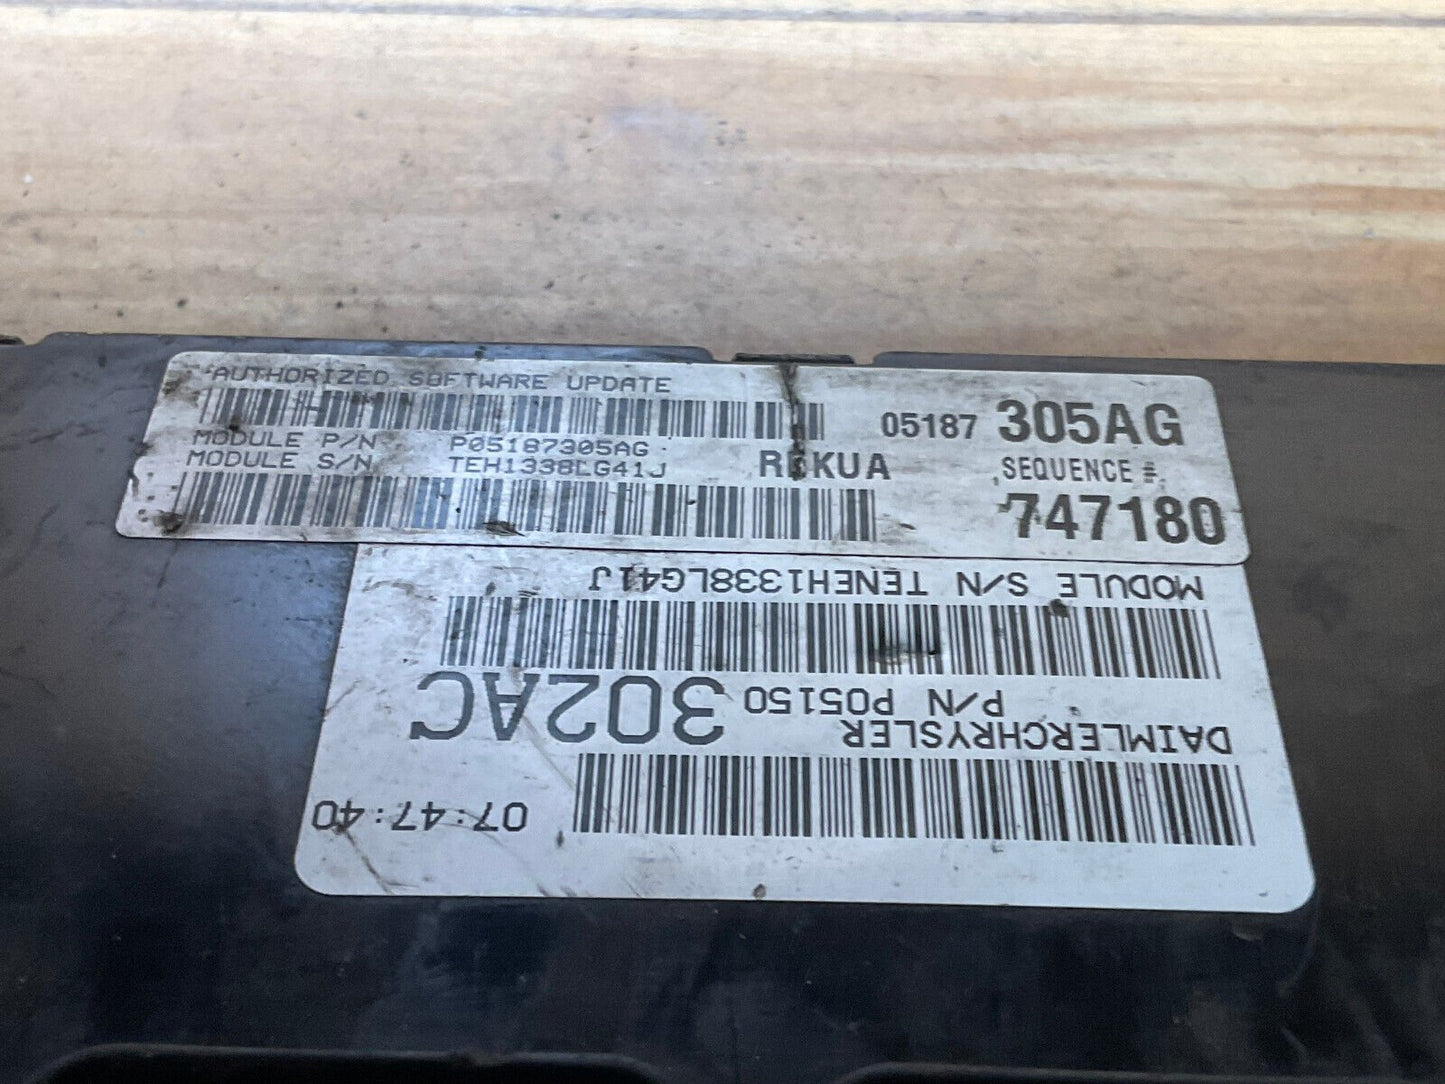 AUTHORIZED SOFTWARE UPDATE
MODULE P/N P05187305AG
MODULE S/N TEH1338LG41J
05187 305AG
SEQUENCE #
747180
MODULE S/N TENEH1338LG41J
302AC
P/N P05150
DAIMLERCHRYSLER
07:47:40